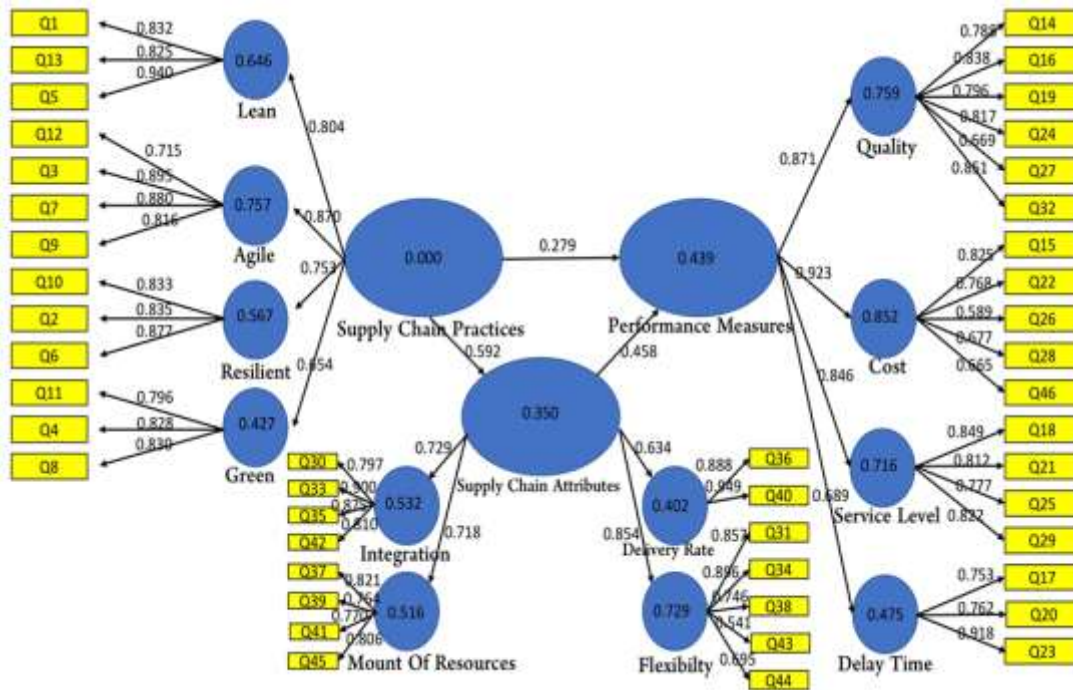 Q1
Q13
Q5
Q12
Q3
Q7
Q9
Q10
Q2
Q6
Q11
Q4
Q8
0.832
0.825
0.940
0.715
0.895
0.880
0.816
0.833
0.835
0.877
0.796
0.828
0.830
0.646
Lean
0.757
Agile
0.567
Resilient
0.427
Green
0.804
0.870
0.753
0.654
0.000
Supply Chain Practices
0.279
0.439
Performance Measures
0.592
0.458
0.350
Supply Chain Attributes
0.729
0.718
0.634
0.854
Q30
Q33
Q35
Q42
0.797
0.900
0.810
0.532
Integration
Q37
Q39
Q41
Q45
0.821
0.764
0.770
0.806
0.516
Mount Of Resources
0.402
Delivery Rate
0.888
0.949
Q36
Q40
0.729
Flexibilty
0.857
0.896
0.746
0.541
0.695
Q31
Q34
Q38
Q43
Q44
0.871
0.923
0.846
0.689
0.759
Quality
0.852
Cost
0.716
Service Level
0.475
Delay Time
0.838
0.796
0.817
0.669
0.851
0.825
0.768
0.589
0.677
0.665
0.849
0.812
0.777
0.822
0.753
0.762
0.918
Q14
Q16
Q19
Q24
Q27
Q32
Q15
Q22
Q26
Q28
Q46
Q18
Q21
Q25
Q29
Q17
Q20
Q23